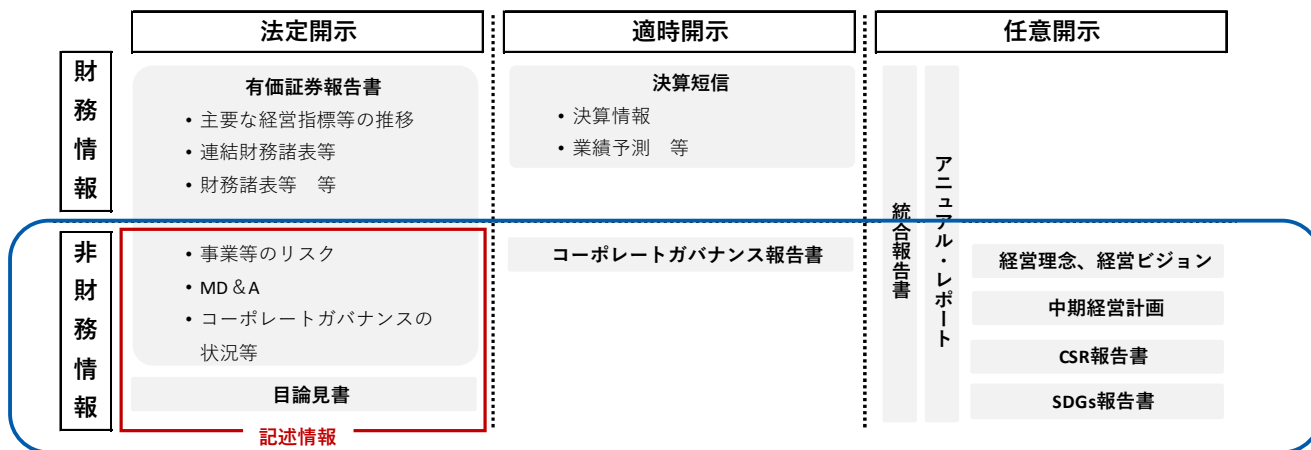 法定開示
適時開示
任意開示
財務情報
有価証券報告書
• 主要な経営指標等の推移
• 連結財務諸表等
• 財務諸表等　等
決算短信
• 決算情報
• 業績予測　等
統合報告書
アニュアル・レポート
非財務情報
• 事業等のリスク
• MD＆A
• コーポレートガバナンスの
状況等
目論見書
記述情報
コーポレートガバナンス報告書
経営理念、経営ビジョン
中期経営計画
CSR報告書
SDGs報告書